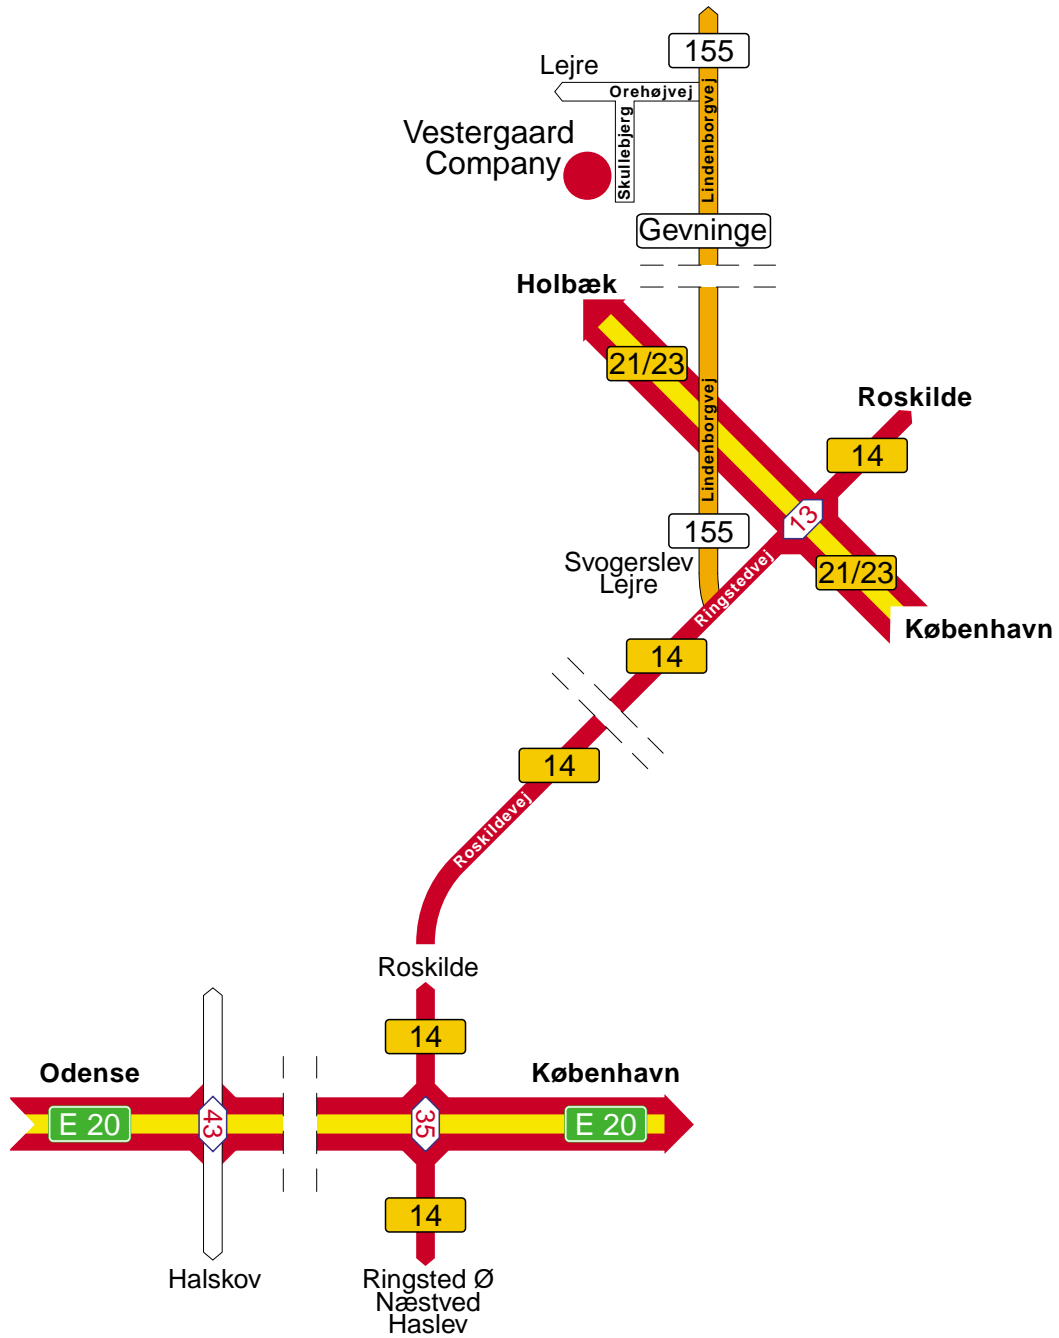 155
Lejre
Orehøjvej
Vestergaard
Company
Skullebjerg
Lindenborgvej
Gevninge
Holbæk
21/23
Roskilde
14
Lindenborgvej
13
155
Svogerslev
Lejre
21/23
Ringstedvej
København
14
14
Roskildevej
Roskilde
14
Odense
København
E 20
43
35
E 20
14
Halskov
Ringsted Ø
Næstved
Haslev